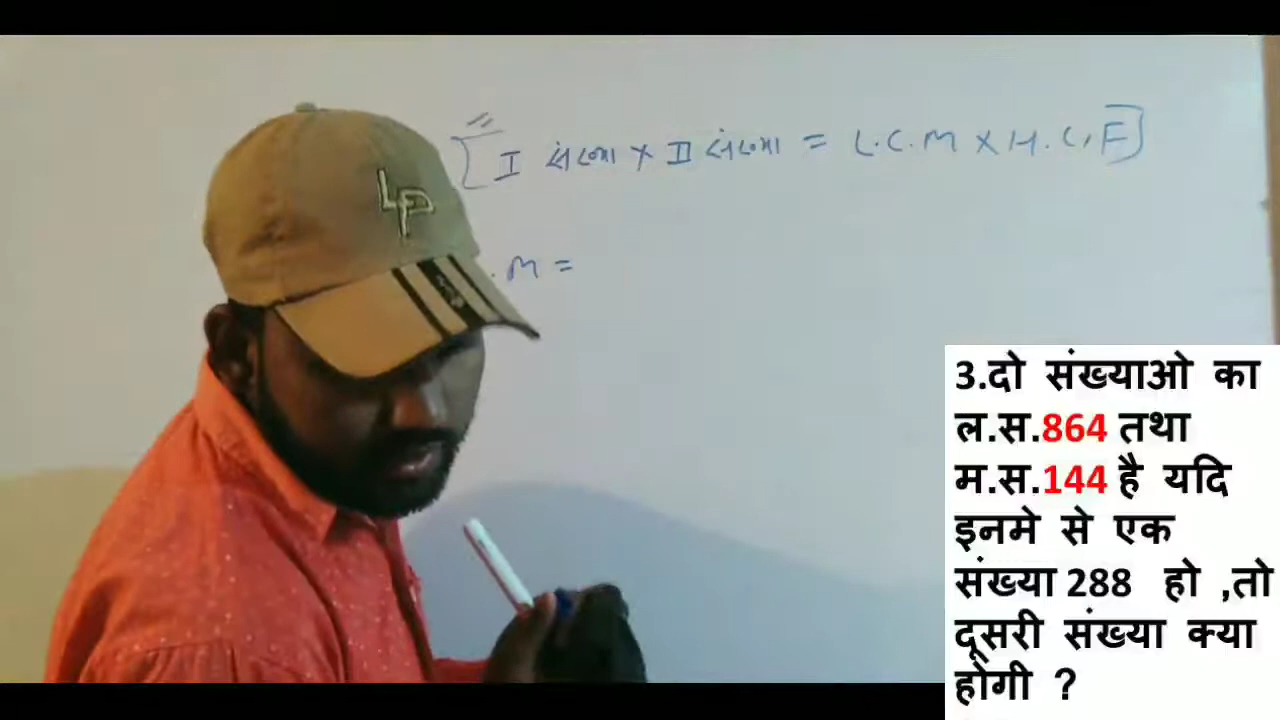 LP
I संख्या × II संख्या = L.C.M × H.C.F
.M =
3.दो संख्याओ का
ल.स.864 तथा
म.स.144 है यदि
इनमे से एक
संख्या 288 हो ,तो
दूसरी संख्या क्या
होगी ?